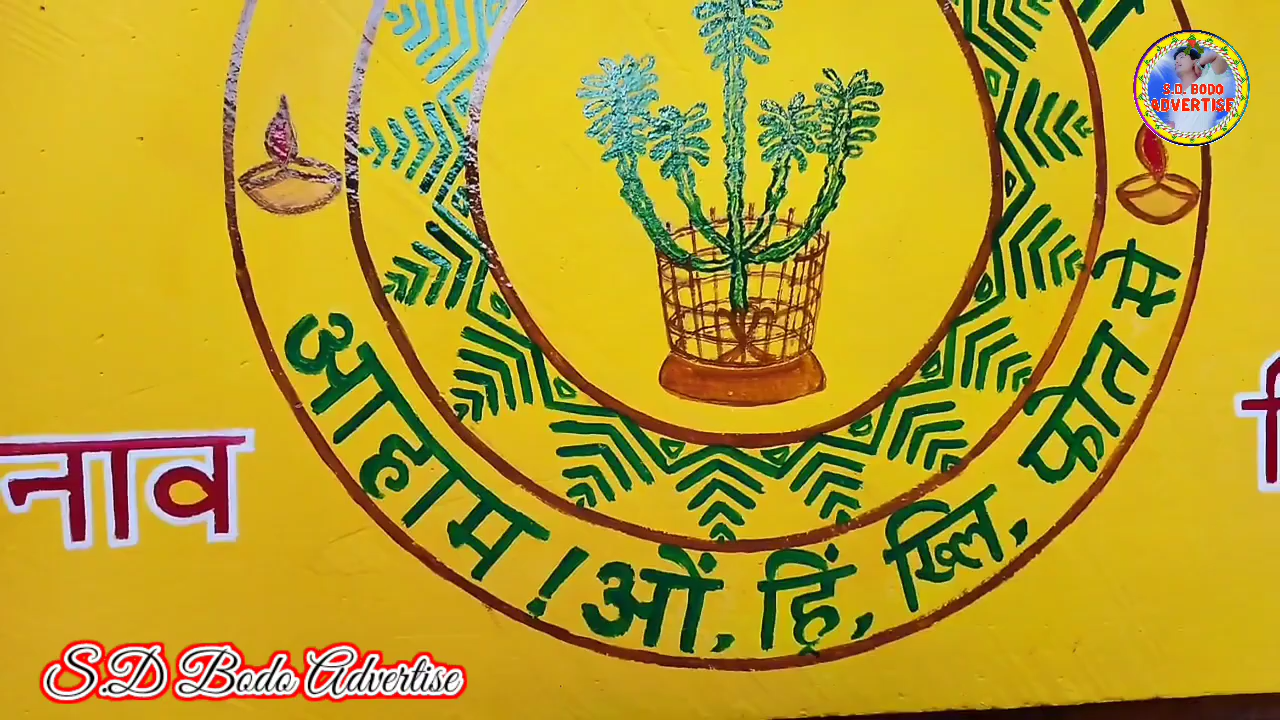 S.D. BODO
ADVERTISE
नाव
आहाम ! ओं, हिं, ख्लि, फोत मे
S.D Bodo Advertise